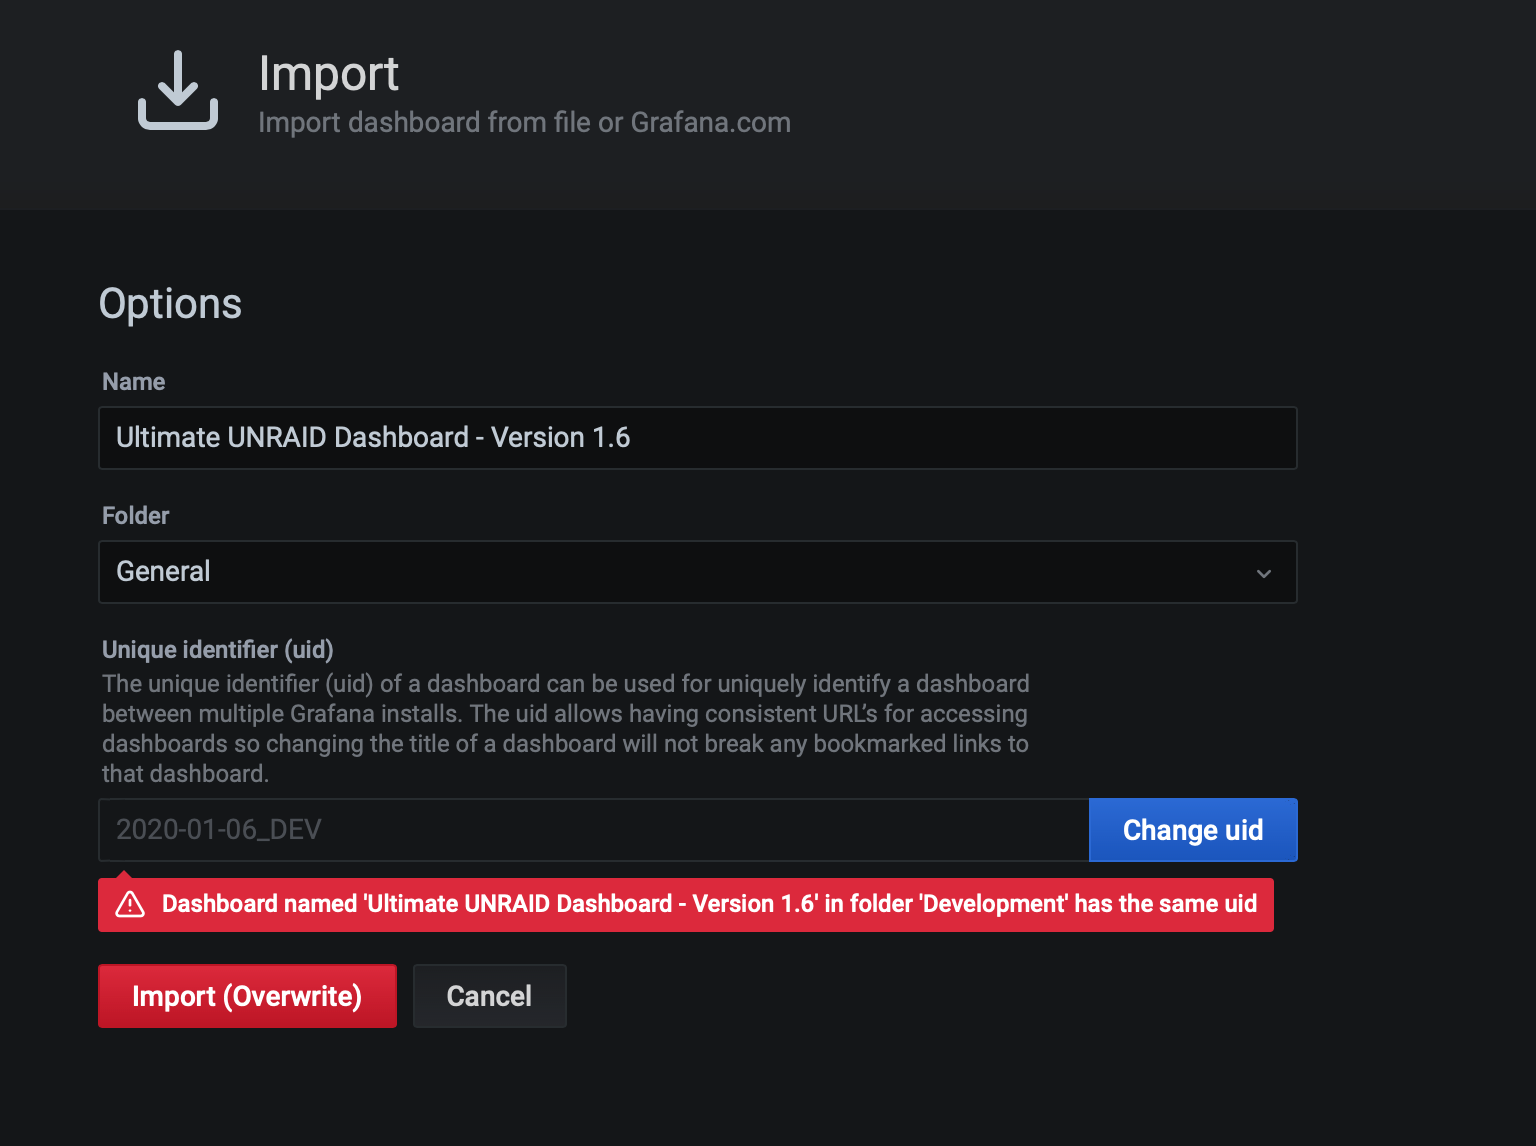 Import
Import dashboard from file or Grafana.com
Options
Name
Ultimate UNRAID Dashboard - Version 1.6
Folder
General
Unique identifier (uid)
The unique identifier (uid) of a dashboard can be used for uniquely identify a dashboard
between multiple Grafana installs. The uid allows having consistent URL's for accessing
dashboards so changing the title of a dashboard will not break any bookmarked links to
that dashboard.
2020-01-06_DEV
Change uid
Dashboard named 'Ultimate UNRAID Dashboard - Version 1.6' in folder 'Development' has the same uid
Import (Overwrite)
Cancel